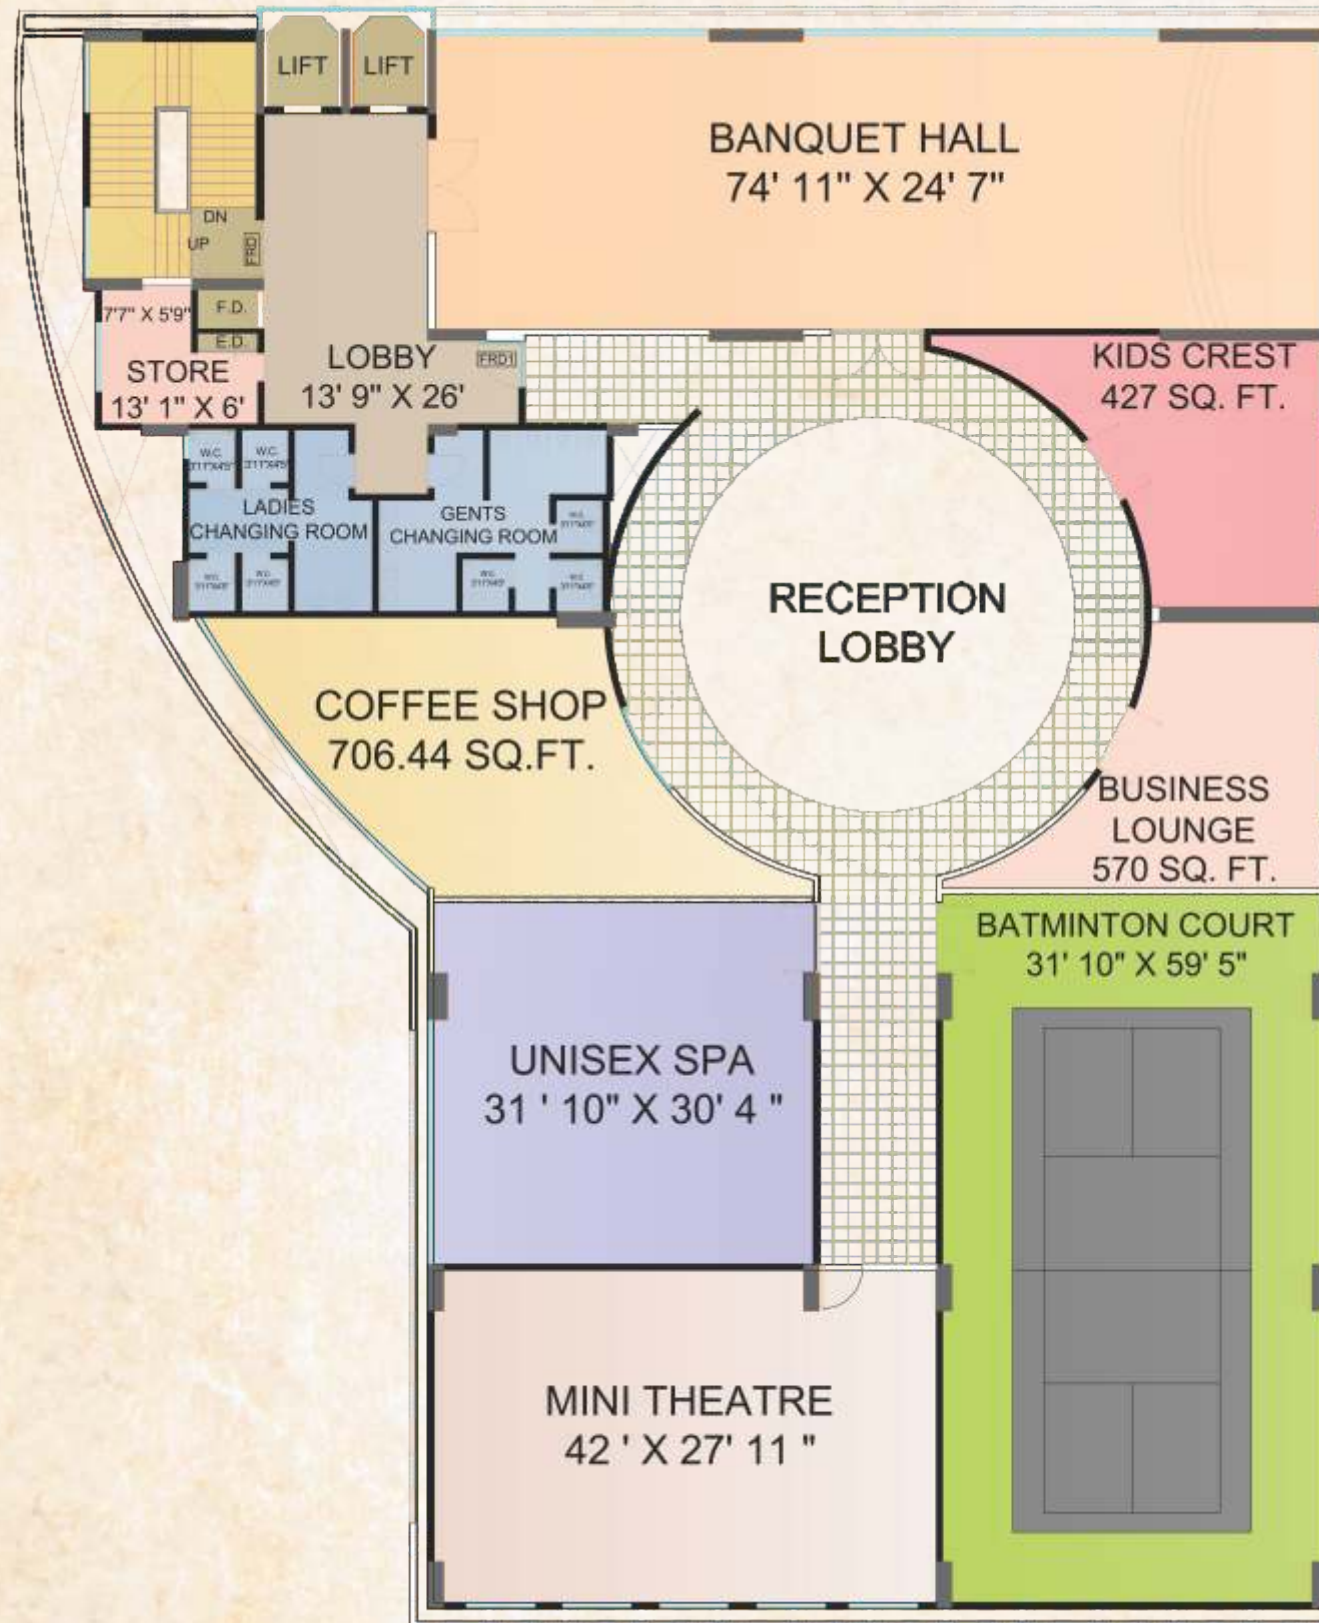 LIFT
LIFT
BANQUET HALL
74' 11" X 24' 7"
DN
UP
FRD
7'7" X 5'9"
F.D.
E.D.
STORE
13' 1" X 6'
LOBBY
13' 9" X 26'
FRD1
KIDS CREST
427 SQ. FT.
W.C.
W.C.
LADIES
CHANGING ROOM
GENTS
CHANGING ROOM
W.C.
W.C.
W.C.
W.C.
W.C.
RECEPTION
LOBBY
COFFEE SHOP
706.44 SQ.FT.
BUSINESS
LOUNGE
570 SQ. FT.
BATMINTON COURT
31' 10" X 59' 5"
UNISEX SPA
31 ' 10" X 30' 4 "
MINI THEATRE
42 ' X 27' 11 "